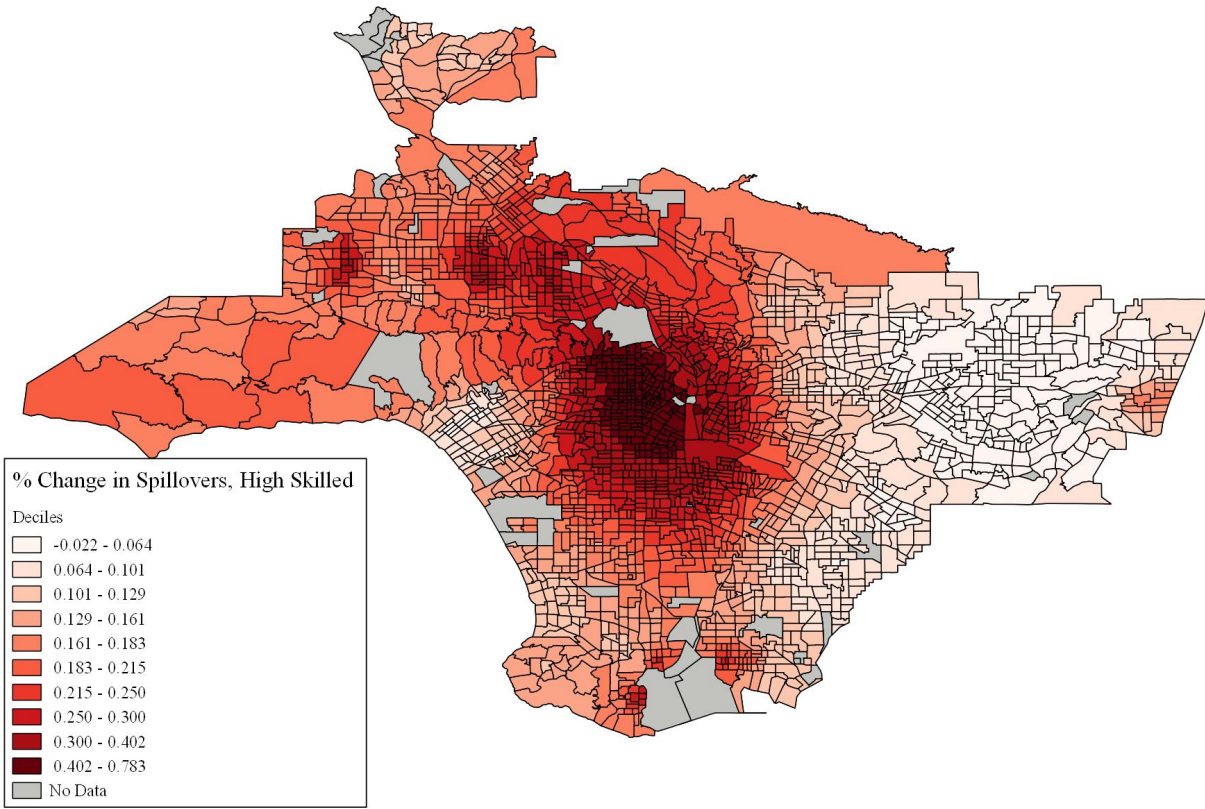 % Change in Spillovers, High Skilled
Deciles
-0.022 - 0.064
0.064 - 0.101
0.101 - 0.129
0.129 - 0.161
0.161 - 0.183
0.183 - 0.215
0.215 - 0.250
0.250 - 0.300
0.300 - 0.402
0.402 - 0.783
No Data